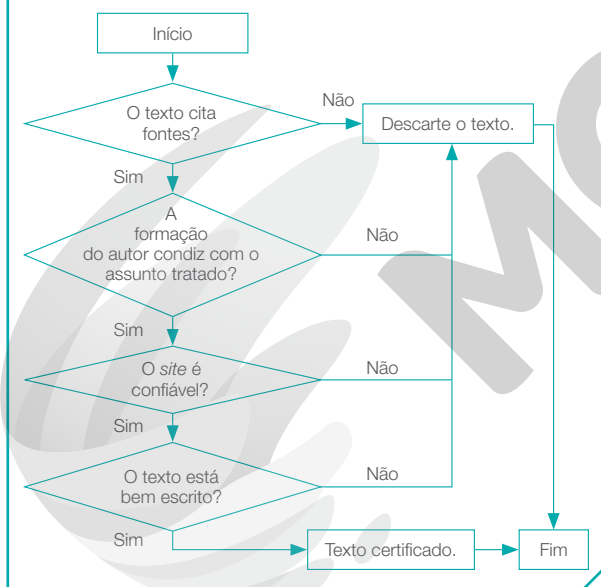 Início
O texto cita
fontes?
Não
Descarte o texto.
Sim
A
formação
do autor condiz com o
assunto tratado?
Não
Sim
O site é
confiável?
Não
Sim
O texto está
bem escrito?
Não
Sim
Texto certificado.
Fim